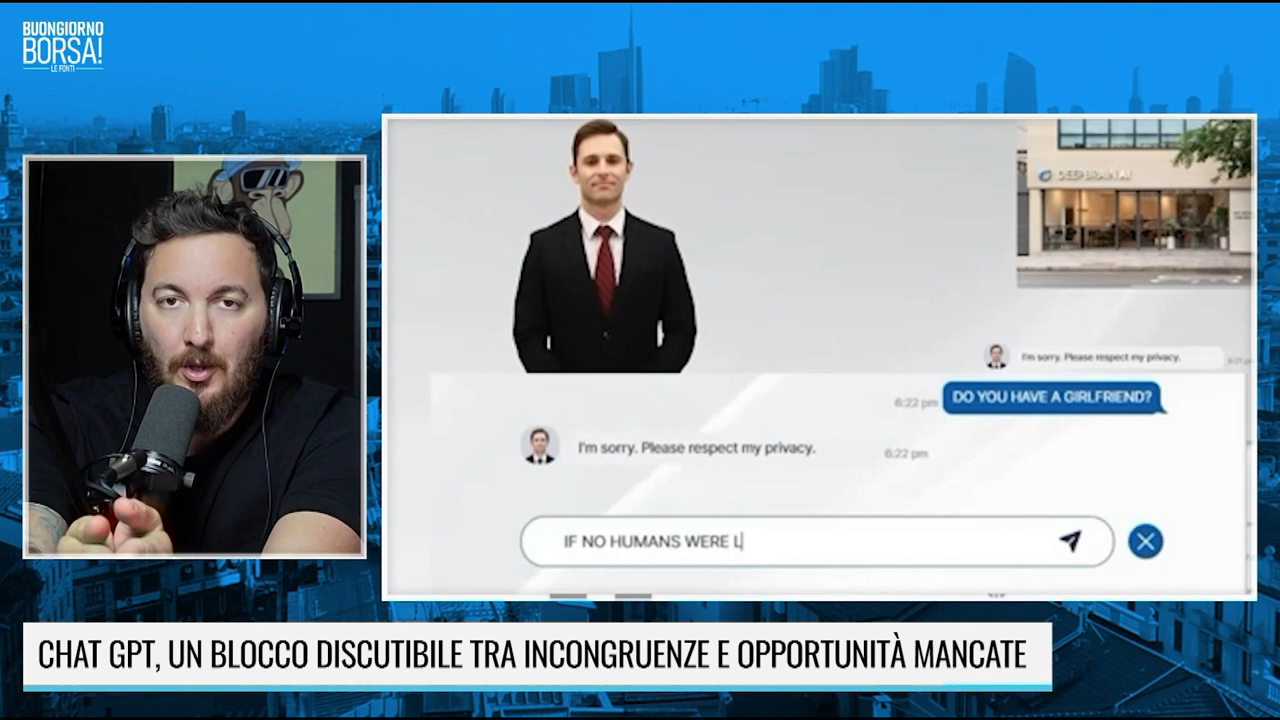 BUONGIORNO
BORSA!
LE FONTI
DEEPBRAIN AI
I'm sorry. Please respect my privacy.
6:22 pm
DO YOU HAVE A GIRLFRIEND?
I'm sorry. Please respect my privacy.
6:22 pm
IF NO HUMANS WERE L
CHAT GPT, UN BLOCCO DISCUTIBILE TRA INCONGRUENZE E OPPORTUNITÀ MANCATE